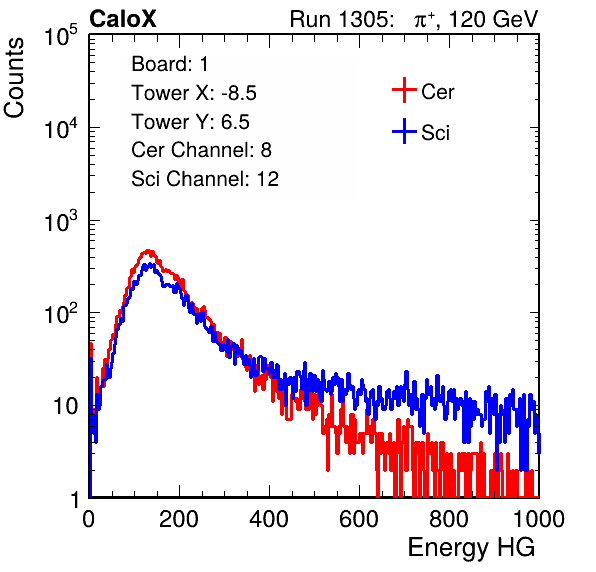 CaloX Run 1305: π⁺, 120 GeV
Counts
10⁵
10⁴
10³
10²
10
1
Board: 1
Tower X: -8.5
Tower Y: 6.5
Cer Channel: 8
Sci Channel: 12
Cer
Sci
0 200 400 600 800 1000
Energy HG